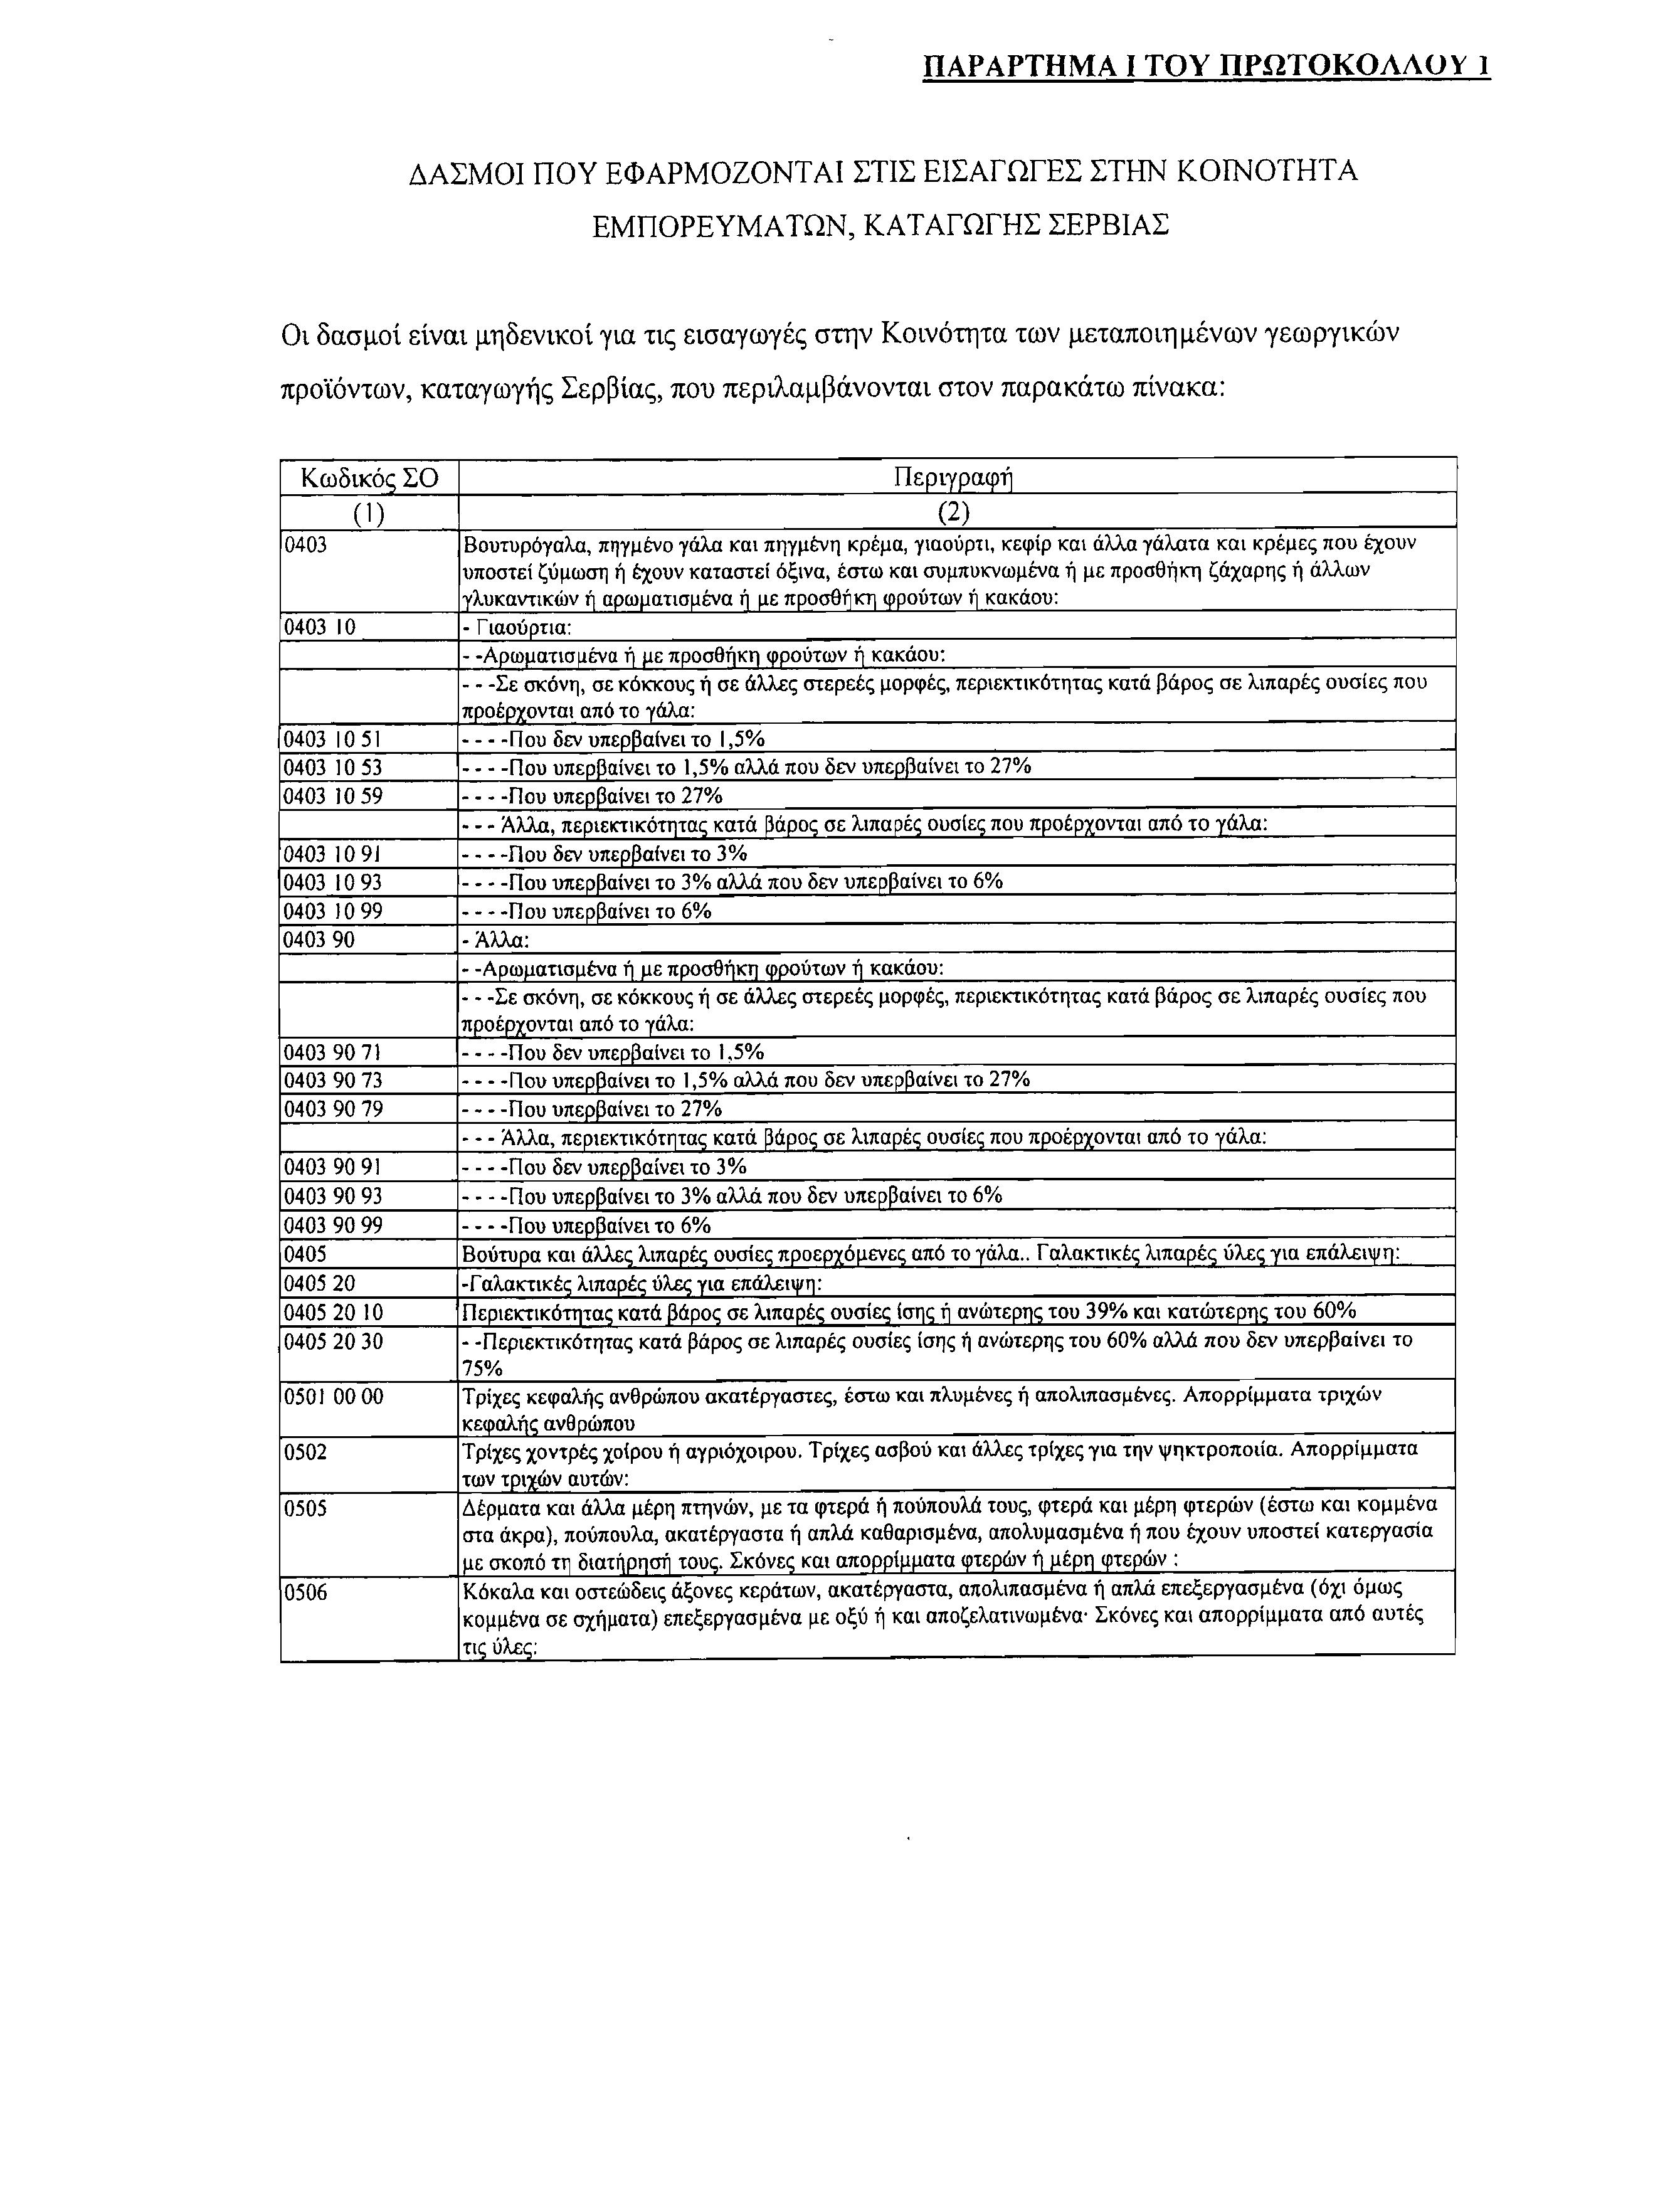 ΠΑΡΑΡΤΗΜΑ Ι ΤΟΥ ΠΡΩΤΟΚΟΛΛΟΥ 1
ΔΑΣΜΟΙ ΠΟΥ ΕΦΑΡΜΟΖΟΝΤΑΙ ΣΤΙΣ ΕΙΣΑΓΩΓΕΣ ΣΤΗΝ ΚΟΙΝΟΤΗΤΑ
ΕΜΠΟΡΕΥΜΑΤΩΝ, ΚΑΤΑΓΩΓΗΣ ΣΕΡΒΙΑΣ
Οι δασμοί είναι μηδενικοί για τις εισαγωγές στην Κοινότητα των μεταποιημένων γεωργικών
προϊόντων, καταγωγής Σερβίας, που περιλαμβάνονται στον παρακάτω πίνακα:
Κωδικός ΣΟ Περιγραφή
(1) (2)
0403 Βουτυρόγαλα, πηγμένο γάλα και πηγμένη κρέμα, γιαούρτι, κεφίρ και άλλα γάλατα και κρέμες που έχουν
υποστεί ζύμωση ή έχουν καταστεί όξινα, έστω και συμπυκνωμένα ή με προσθήκη ζάχαρης ή άλλων
γλυκαντικών ή αρωματισμένα ή με προσθήκη φρούτων ή κακάου:
0403 10 - Γιαούρτια:
- -Αρωματισμένα ή με προσθήκη φρούτων ή κακάου:
- - -Σε σκόνη, σε κόκκους ή σε άλλες στερεές μορφές, περιεκτικότητας κατά βάρος σε λιπαρές ουσίες που
προέρχονται από το γάλα:
0403 10 51 - - - -Που δεν υπερβαίνει το 1,5%
0403 10 53 - - - -Που υπερβαίνει το 1,5% αλλά που δεν υπερβαίνει το 27%
0403 10 59 - - - -Που υπερβαίνει το 27%
- - - Άλλα, περιεκτικότητας κατά βάρος σε λιπαρές ουσίες που προέρχονται από το γάλα:
0403 10 91 - - - -Που δεν υπερβαίνει το 3%
0403 10 93 - - - -Που υπερβαίνει το 3% αλλά που δεν υπερβαίνει το 6%
0403 10 99 - - - -Που υπερβαίνει το 6%
0403 90 - Άλλα:
- -Αρωματισμένα ή με προσθήκη φρούτων ή κακάου:
- - -Σε σκόνη, σε κόκκους ή σε άλλες στερεές μορφές, περιεκτικότητας κατά βάρος σε λιπαρές ουσίες που
προέρχονται από το γάλα:
0403 90 71 - - - -Που δεν υπερβαίνει το 1,5%
0403 90 73 - - - -Που υπερβαίνει το 1,5% αλλά που δεν υπερβαίνει το 27%
0403 90 79 - - - -Που υπερβαίνει το 27%
- - - Άλλα, περιεκτικότητας κατά βάρος σε λιπαρές ουσίες που προέρχονται από το γάλα:
0403 90 91 - - - -Που δεν υπερβαίνει το 3%
0403 90 93 - - - -Που υπερβαίνει το 3% αλλά που δεν υπερβαίνει το 6%
0403 90 99 - - - -Που υπερβαίνει το 6%
0405 Βούτυρα και άλλες λιπαρές ουσίες προερχόμενες από το γάλα.. Γαλακτικές λιπαρές ύλες για επάλειψη:
0405 20 -Γαλακτικές λιπαρές ύλες για επάλειψη:
0405 20 10 Περιεκτικότητας κατά βάρος σε λιπαρές ουσίες ίσης ή ανώτερης του 39% και κατώτερης του 60%
0405 20 30 - -Περιεκτικότητας κατά βάρος σε λιπαρές ουσίες ίσης ή ανώτερης του 60% αλλά που δεν υπερβαίνει το
75%
0501 00 00 Τρίχες κεφαλής ανθρώπου ακατέργαστες, έστω και πλυμένες ή απολιπασμένες. Απορρίμματα τριχών
κεφαλής ανθρώπου
0502 Τρίχες χοντρές χοίρου ή αγριόχοιρου. Τρίχες ασβού και άλλες τρίχες για την ψηκτροποιία. Απορρίμματα
των τριχών αυτών:
0505 Δέρματα και άλλα μέρη πτηνών, με τα φτερά ή πούπουλά τους, φτερά και μέρη φτερών (έστω και κομμένα
στα άκρα), πούπουλα, ακατέργαστα ή απλά καθαρισμένα, απολυμασμένα ή που έχουν υποστεί κατεργασία
με σκοπό τη διατήρησή τους. Σκόνες και απορρίμματα φτερών ή μέρη φτερών :
0506 Κόκαλα και οστεώδεις άξονες κεράτων, ακατέργαστα, απολιπασμένα ή απλά επεξεργασμένα (όχι όμως
κομμένα σε σχήματα) επεξεργασμένα με οξύ ή και αποζελατινωμένα· Σκόνες και απορρίμματα από αυτές
τις ύλες: